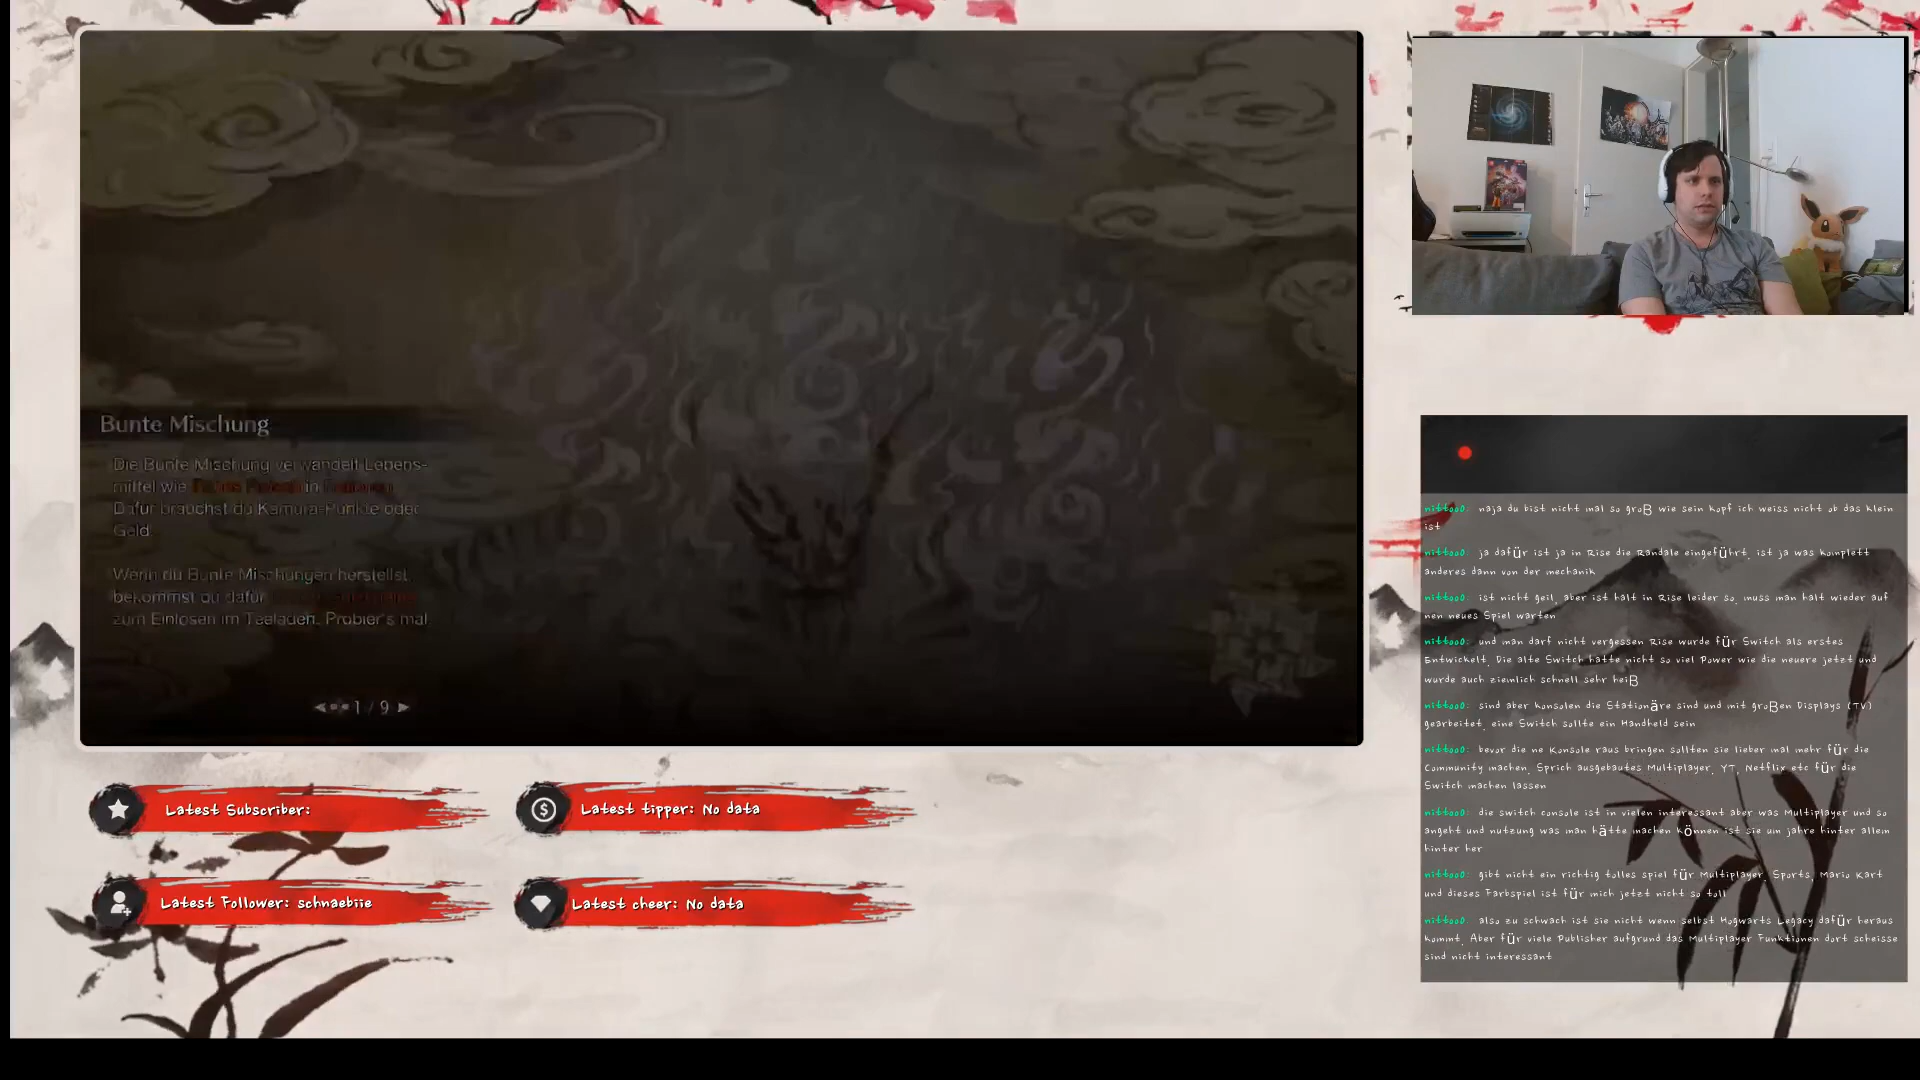 Bunte Mischung
Die Bunte Mischung verwandelt Lebens-
mittel wie in
Dafür brauchst du Kamura-Punkte oder
Geld.
Wenn du Bunte Mischungen herstellst,
bekommst du dafür
zum Einlösen im Teeladen. Probier's mal
1 / 9
Latest Subscriber:
Latest tipper: No data
Latest Follower: schnaebiie
Latest cheer: No data
naja du bist nicht mal so groß wie sein kopf ich weiss nicht ob das klein
ist
ja dafür ist ja in Rise die Randale eingeführt, ist ja was komplett
anderes dann von der mechanik
ist nicht geil, aber ist halt in Rise leider so, muss man halt wieder auf
nen neues Spiel warten
und man darf nicht vergessen Rise wurde für Switch als erstes
Entwickelt. Die alte Switch hatte nicht so viel Power wie die neuere jetzt und
wurde auch ziemlich schnell sehr heiß
sind aber konsolen die Stationäre sind und mit großen Displays (TV)
gearbeitet, eine Switch sollte ein Handheld sein
bevor die ne Konsole raus bringen sollten sie lieber mal mehr für die
Community machen. Sprich ausgebautes Multiplayer, YT, Netflix etc für die
Switch machen lassen
die switch console ist in vielen interessant aber was Multiplayer und so
angeht und nutzung was man hätte machen können ist sie um jahre hinter allem
hinter her
gibt nicht ein richtig tolles spiel für Multiplayer, Sports, Mario Kart
und dieses Farbspiel ist für mich jetzt nicht so toll
also zu schwach ist sie nicht wenn selbst Hogwarts Legacy dafür heraus
kommt. Aber für viele Publisher aufgrund das Multiplayer Funktionen dort scheisse
sind nicht interessant